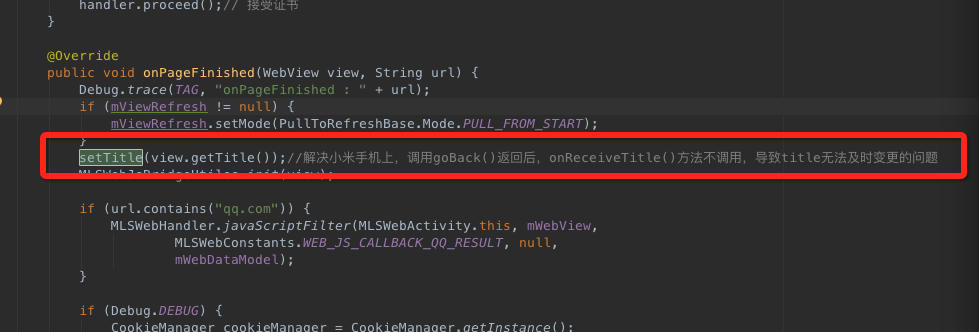 handler.proceed();// 接受证书
}
@Override
public void onPageFinished(WebView view, String url) {
Debug.trace(TAG, "onPageFinished : " + url);
if (mViewRefresh != null) {
mViewRefresh.setMode(PullToRefreshBase.Mode.PULL_FROM_START);
}
setTitle(view.getTitle());//解决小米手机上，调用goBack()返回后，onReceiveTitle()方法不调用，导致title无法及时变更的问题
if (url.contains("qq.com")) {
MLSWebHandler.javaScriptFilter(MLSWebActivity.this, mWebView,
MLSWebConstants.WEB_JS_CALLBACK_QQ_RESULT, null,
mWebDataModel);
}
if (Debug.DEBUG) {
CookieManager cookieManager = CookieManager.getInstance();